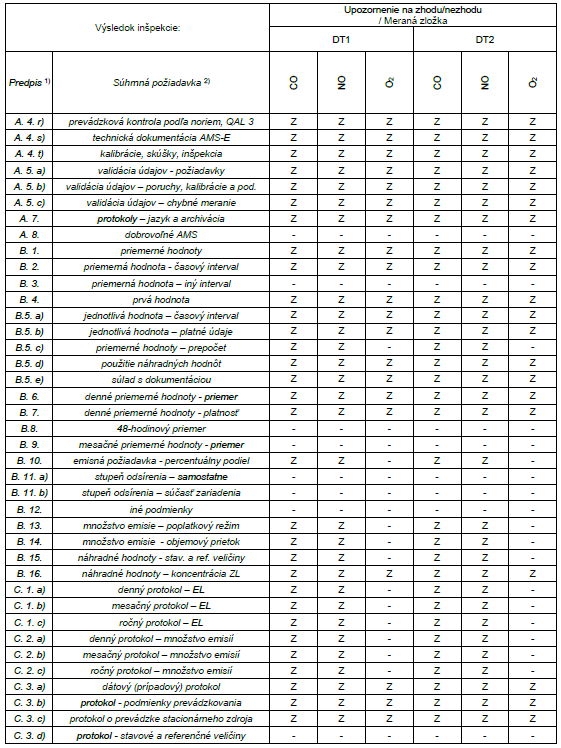 Výsledok inšpekcie: Upozornenie na zhodu/nezhodu
/ Meraná zložka
DT1 DT2
Predpis 1) Súhrnná požiadavka 2) CO NO O2 CO NO O2
A. 4. r) prevádzková kontrola podľa noriem, QAL 3 Z Z Z Z Z Z
A. 4. s) technická dokumentácia AMS-E Z Z Z Z Z Z
A. 4. t) kalibrácie, skúšky, inšpekcia Z Z Z Z Z Z
A. 5. a) validácia údajov - požiadavky Z Z Z Z Z Z
A. 5. b) validácia údajov – poruchy, kalibrácie a pod. Z Z Z Z Z Z
A. 5. c) validácia údajov – chybné meranie Z Z Z Z Z Z
A. 7. protokoly – jazyk a archivácia Z Z Z Z Z Z
A. 8. dobrovoľné AMS - - - - - -
B. 1. priemerné hodnoty Z Z Z Z Z Z
B. 2. priemerná hodnota - časový interval Z Z Z Z Z Z
B. 3. priemerná hodnota – iný interval - - - - - -
B. 4. prvá hodnota Z Z Z Z Z Z
B.5. a) jednotlivá hodnota – časový interval Z Z Z Z Z Z
B.5. b) jednotlivá hodnota – platné údaje Z Z Z Z Z Z
B.5. c) priemerné hodnoty – prepočet Z Z - Z Z -
B.5. d) použitie náhradných hodnôt Z Z Z Z Z Z
B.5. e) súlad s dokumentáciou Z Z Z Z Z Z
B. 6. denné priemerné hodnoty - priemer Z Z Z Z Z Z
B. 7. denné priemerné hodnoty - platnosť Z Z Z Z Z Z
B.8. 48-hodinový priemer - - - - - -
B. 9. mesačné priemerné hodnoty - priemer - - - - - -
B. 10. emisná požiadavka - percentuálny podiel Z Z - Z Z -
B. 11. a) stupeň odsírenia – samostatne - - - - - -
B. 11. b) stupeň odsírenia – súčasť zariadenia - - - - - -
B. 12. iné podmienky - - - - - -
B. 13. množstvo emisie – poplatkový režim Z Z - Z Z -
B. 14. množstvo emisie - objemový prietok Z Z - Z Z -
B. 15. náhradné hodnoty - stav. a ref. veličiny Z Z - Z Z -
B. 16. náhradné hodnoty – koncentrácia ZL Z Z Z Z Z Z
C. 1. a) denný protokol – EL Z Z - Z Z -
C. 1. b) mesačný protokol – EL Z Z - Z Z -
C. 1. c) ročný protokol – EL Z Z - Z Z -
C. 2. a) denný protokol – množstvo emisií Z Z - Z Z -
C. 2. b) mesačný protokol – množstvo emisií Z Z - Z Z -
C. 2. c) ročný protokol – množstvo emisií Z Z - Z Z -
C. 3. a) dátový (prípadový) protokol Z Z Z Z Z Z
C. 3. b) protokol - podmienky prevádzkovania Z Z Z Z Z Z
C. 3. c) protokol o prevádzke stacionárneho zdroja Z Z Z Z Z Z
C. 3. d) protokol - stavové a referenčné veličiny - - - - - -